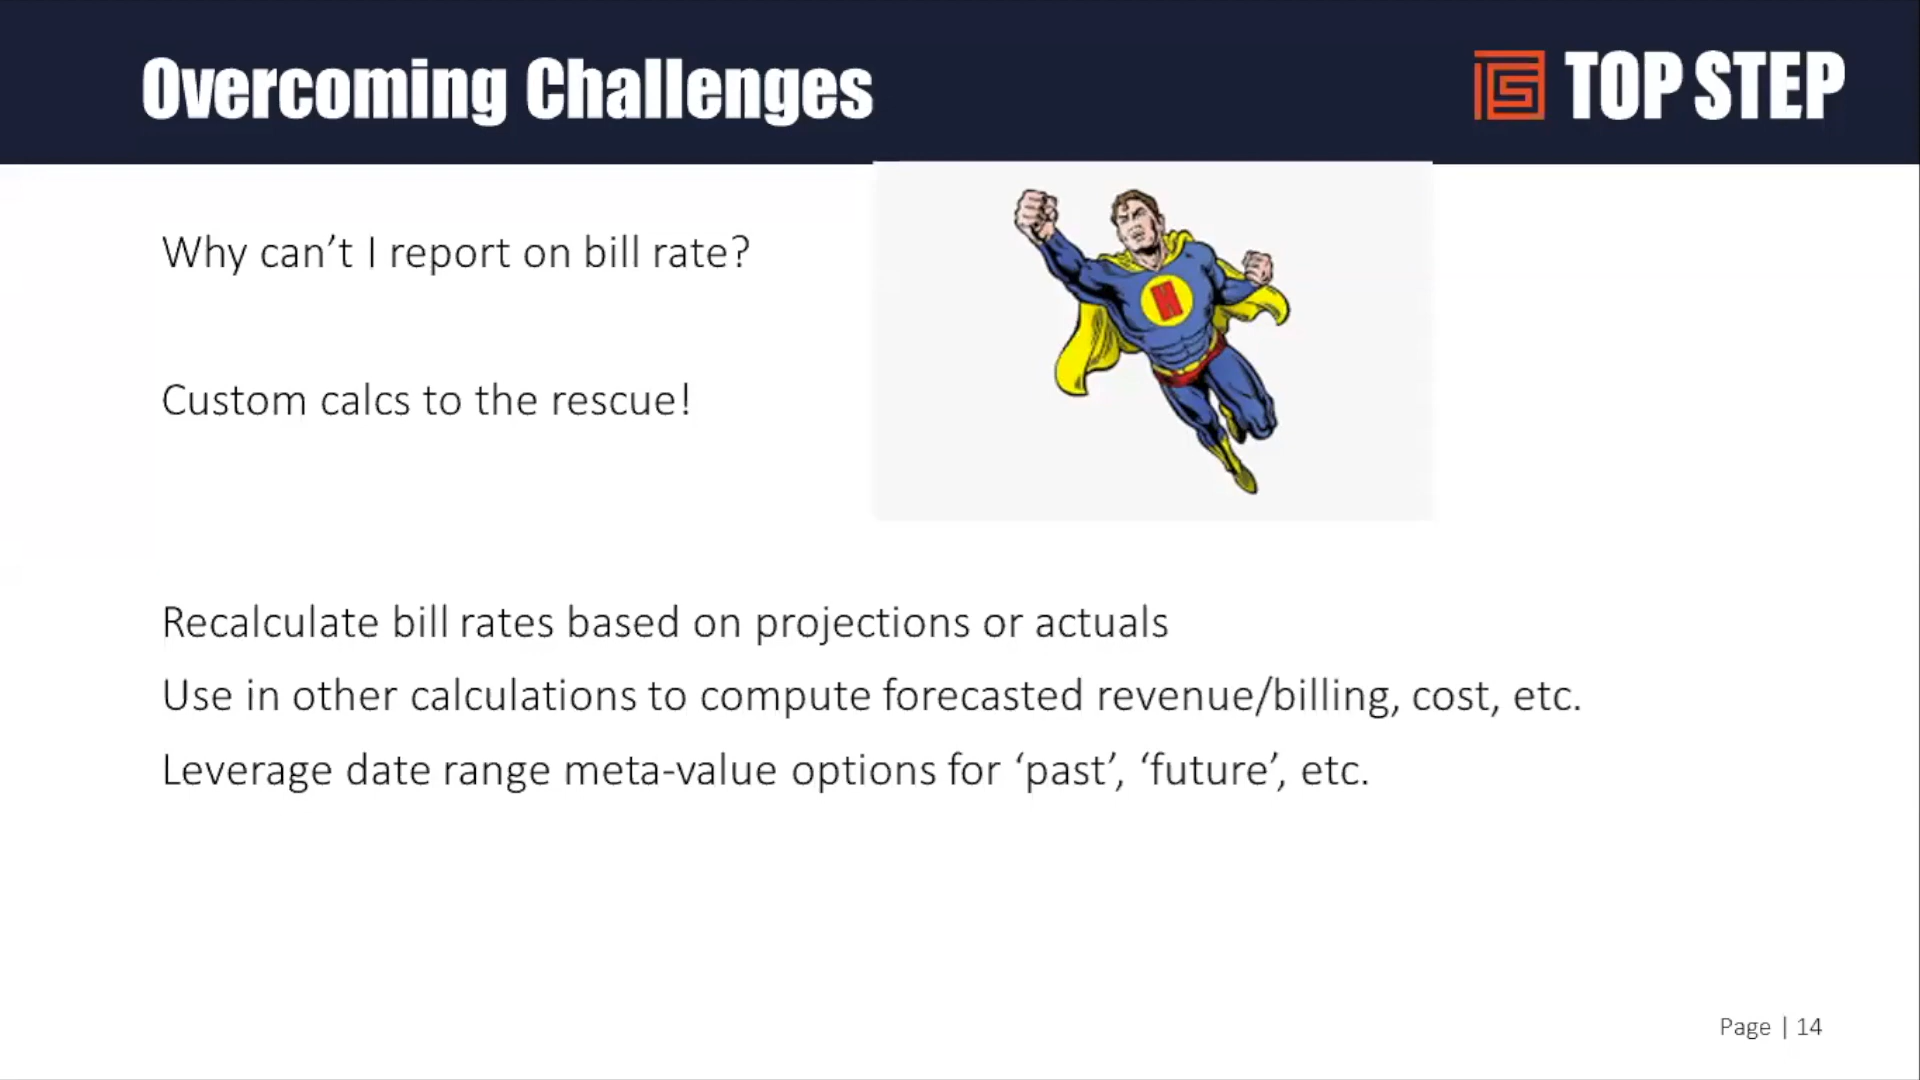 Overcoming Challenges
TOP STEP
Why can’t I report on bill rate?
H
Custom calcs to the rescue!
Recalculate bill rates based on projections or actuals
Use in other calculations to compute forecasted revenue/billing, cost, etc.
Leverage date range meta-value options for ‘past’, ‘future’, etc.
Page | 14